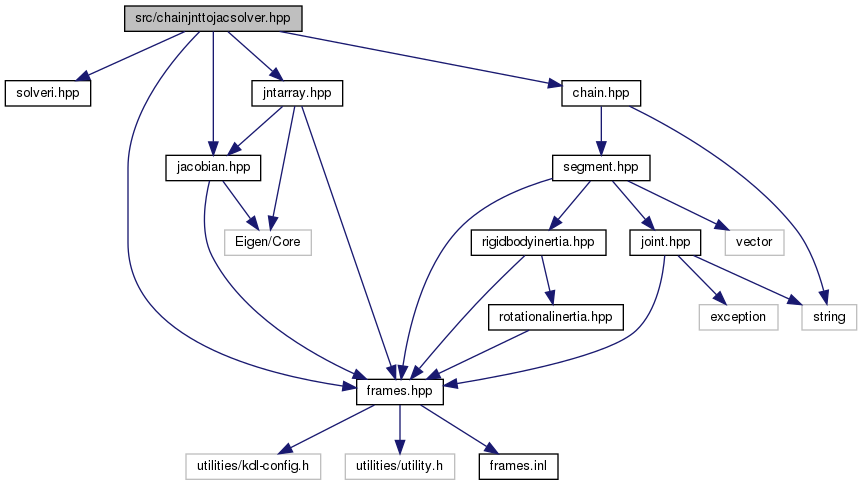 src/chainjnttojacsolver.hpp
solveri.hpp
jntarray.hpp
chain.hpp
jacobian.hpp
segment.hpp
Eigen/Core
rigidbodyinertia.hpp
joint.hpp
vector
rotationalinertia.hpp
exception
string
frames.hpp
utilities/kdl-config.h
utilities/utility.h
frames.inl